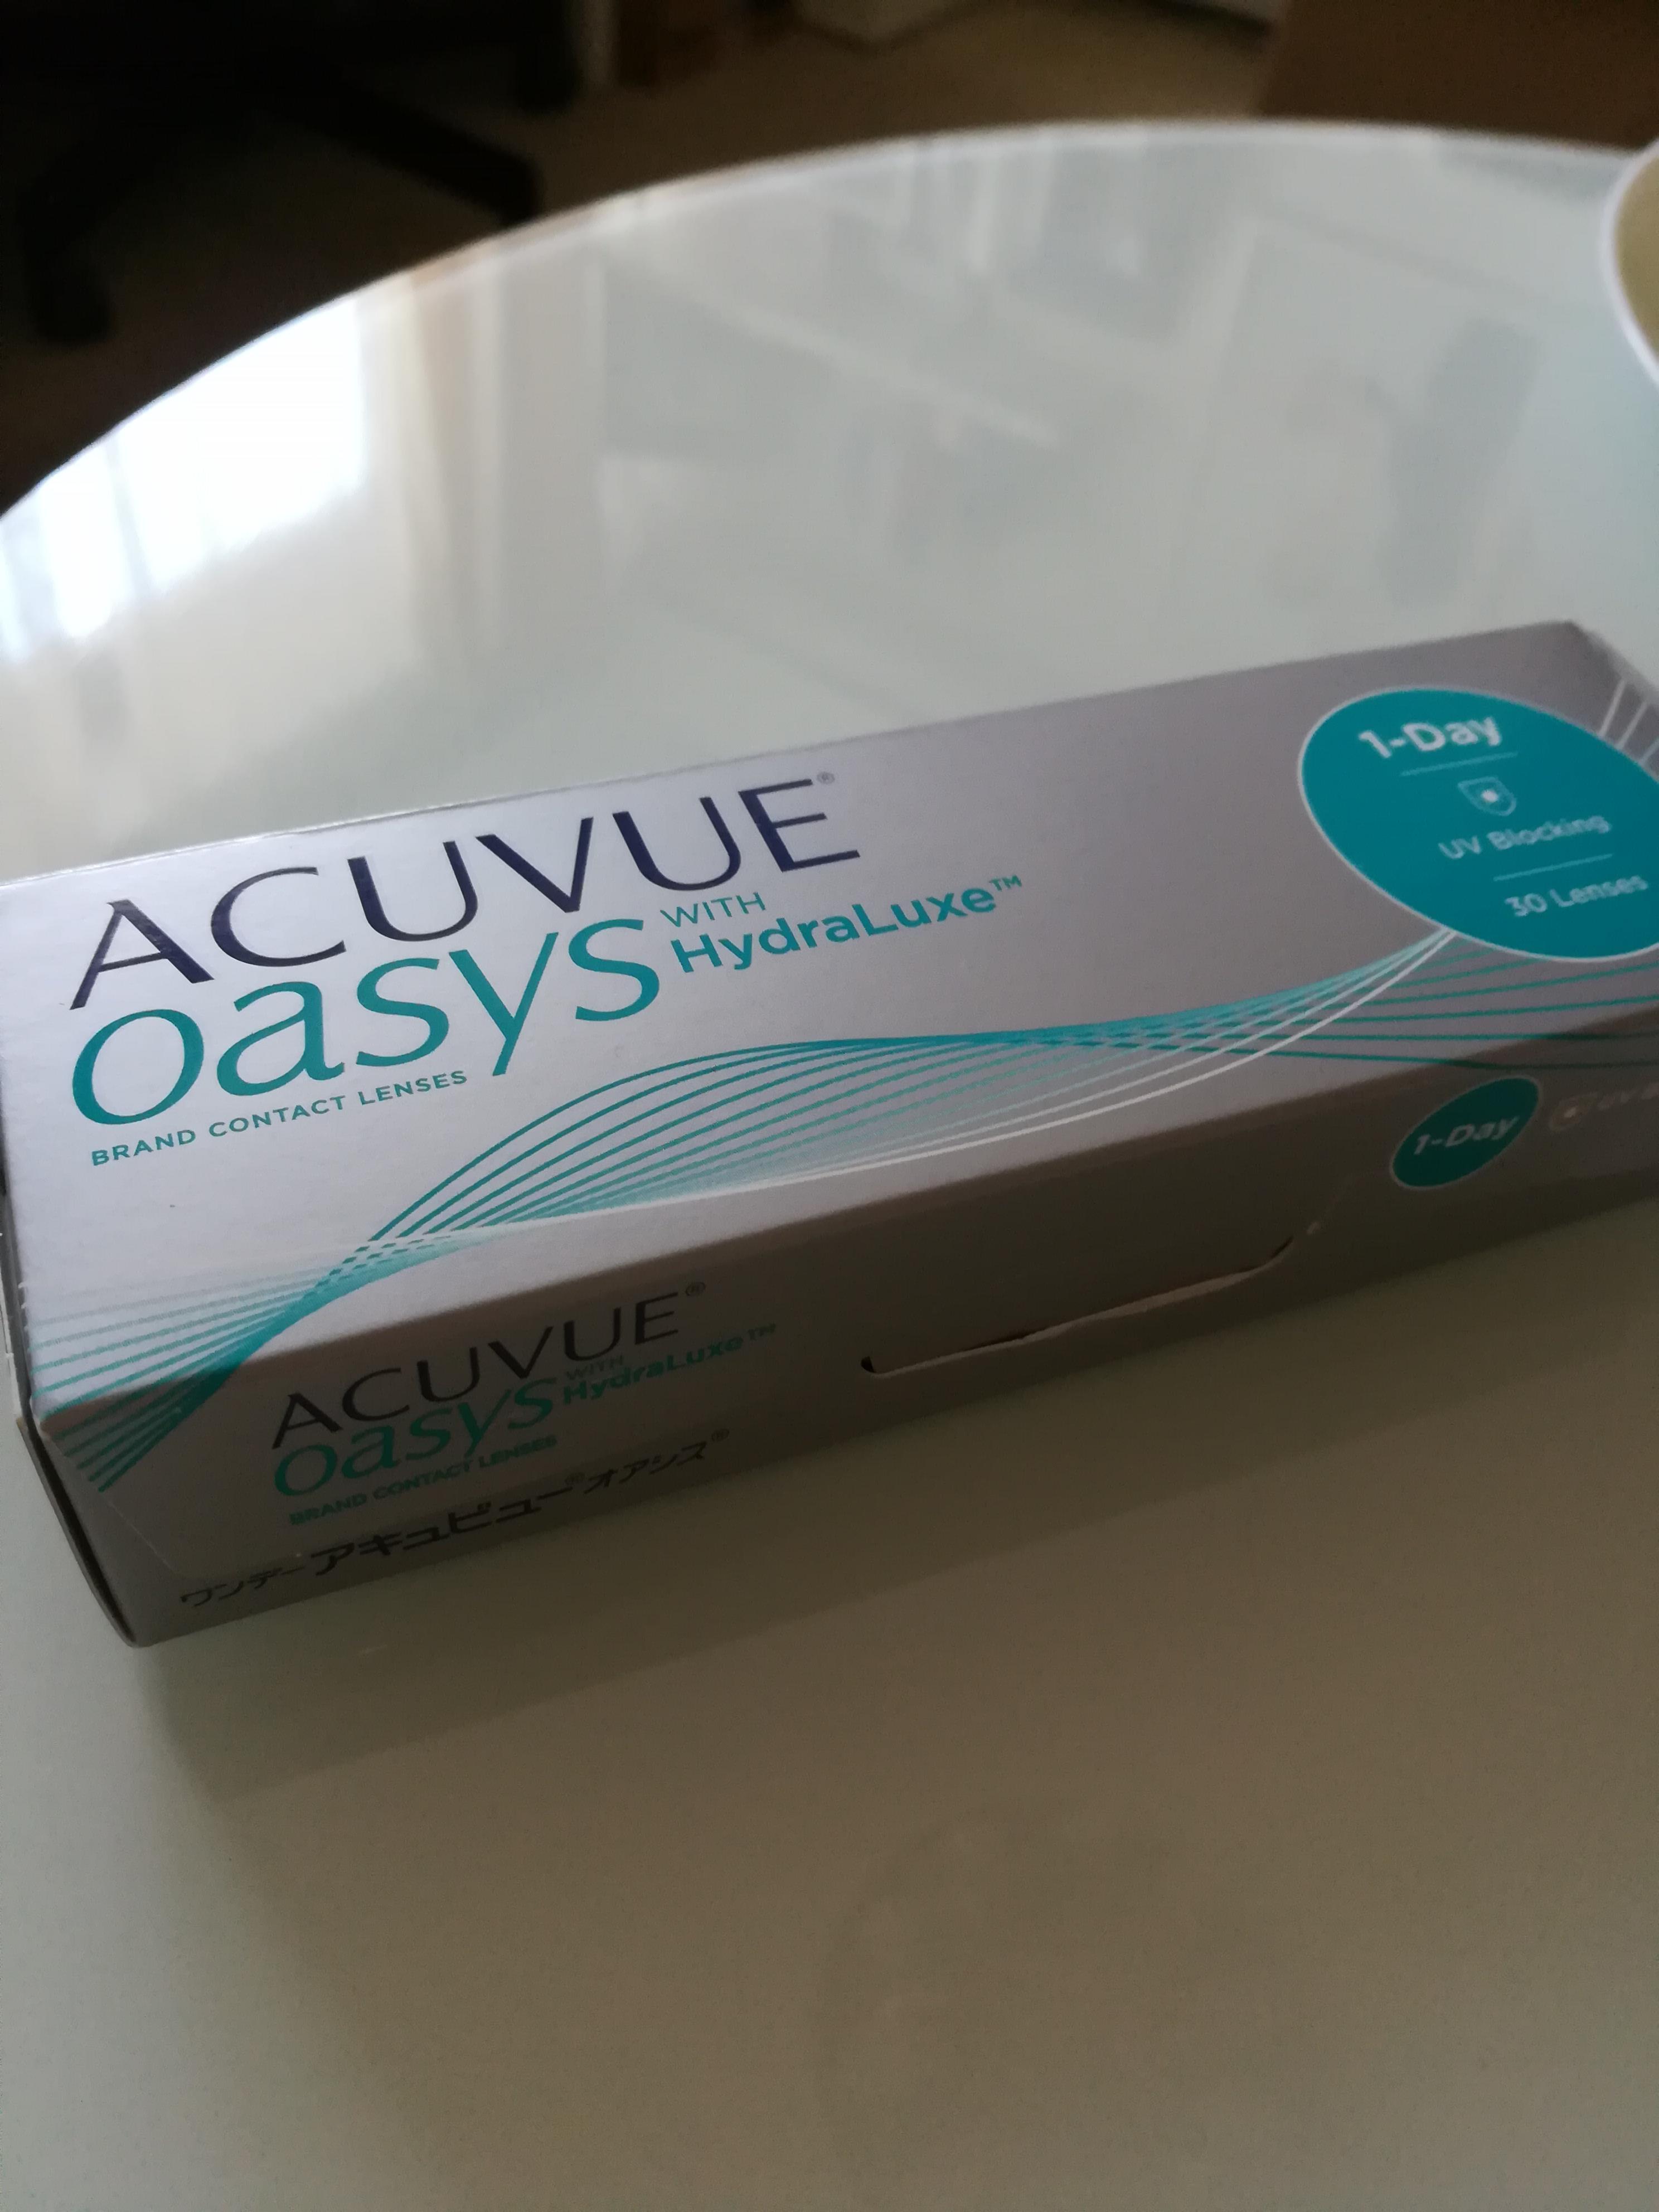 ACUVUE®
oasys WITH
HydraLuxe™
BRAND CONTACT LENSES
1-Day
UV Blocking
30 Lenses
ACUVUE®
oasys WITH
HydraLuxe™
BRAND CONTACT LENSES
ワンデー アキュビュー® オアシス®
1-Day